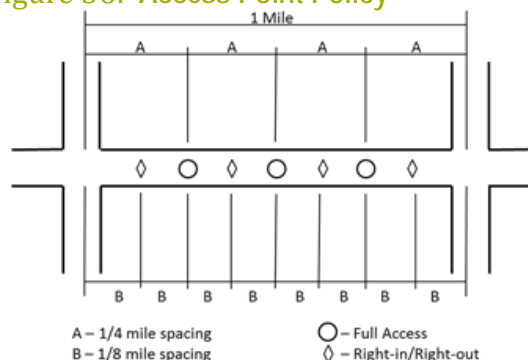 Figure Access Point Policy
1 Mile
A A A A
B B B B B B B B
A – 1/4 mile spacing
B – 1/8 mile spacing
– Full Access
– Right-in/Right-out